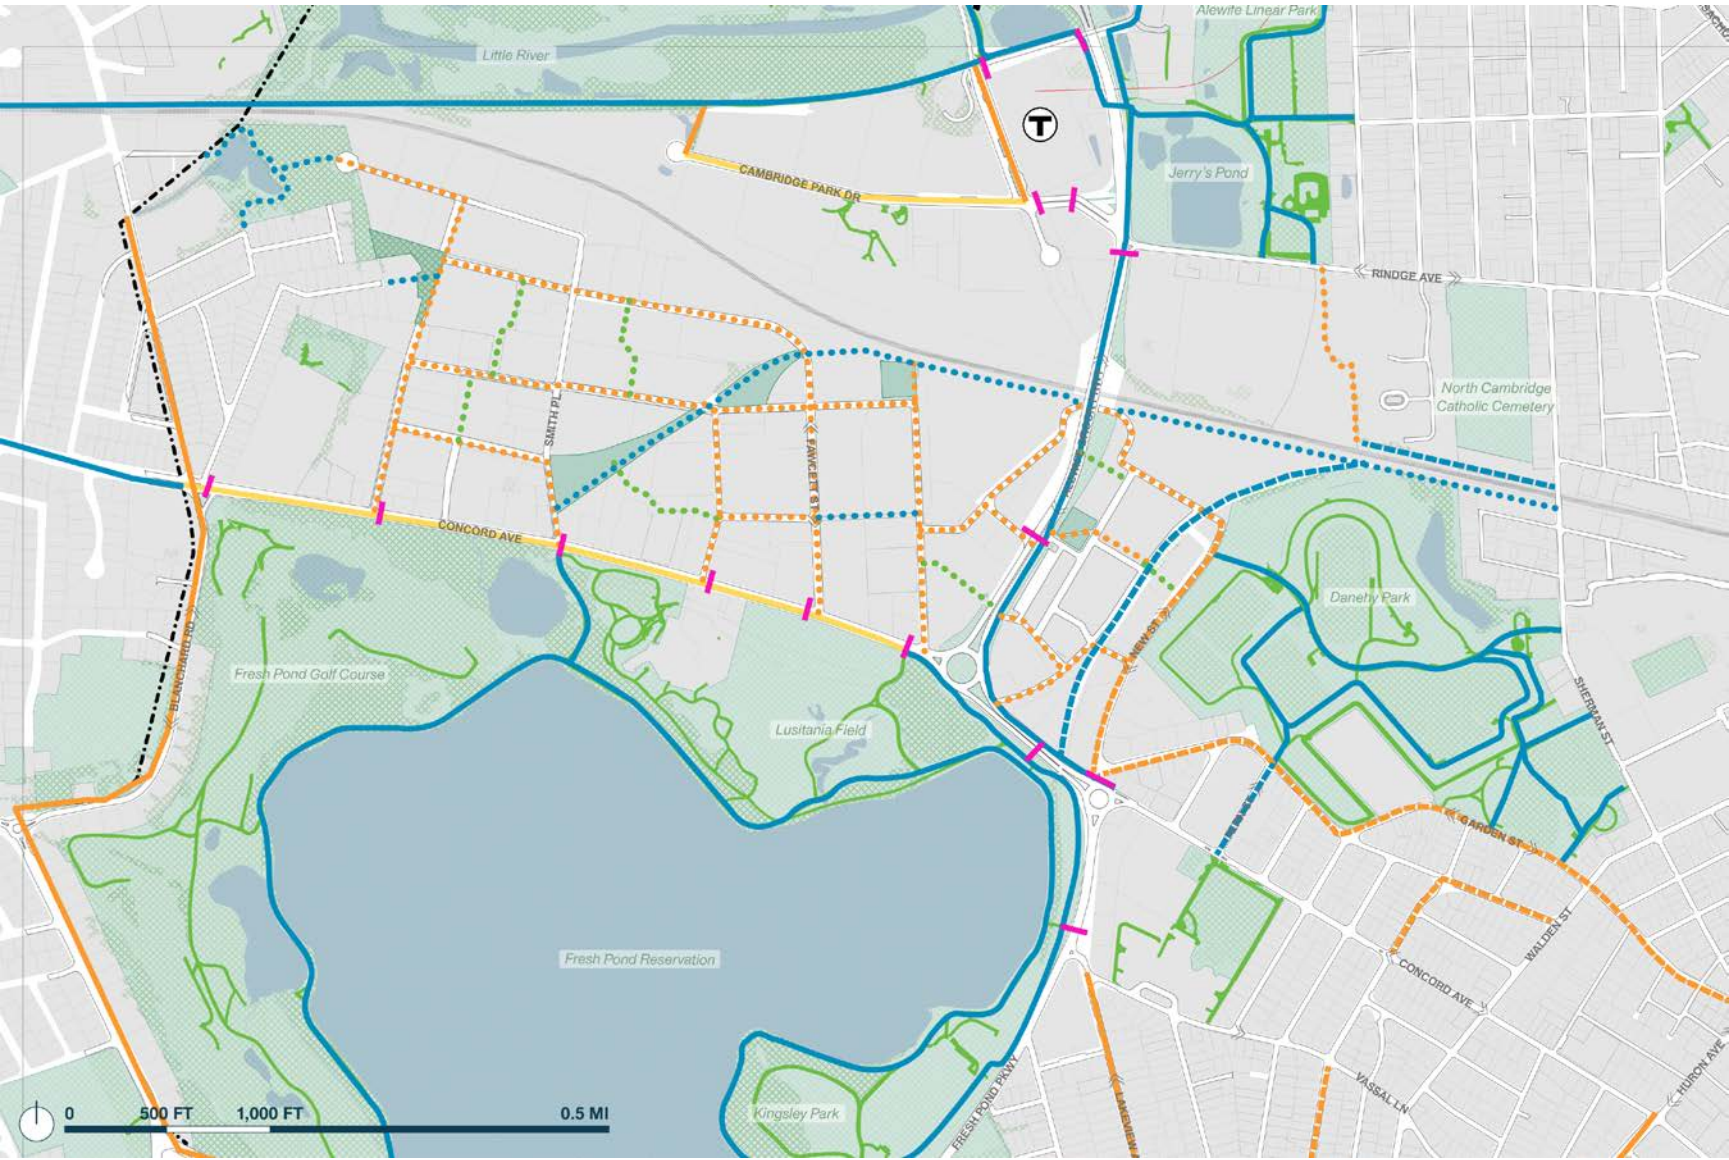 Alewife Linear Park
Little River
T
CAMBRIDGE PARK DR
Jerry's Pond
RINDGE AVE
North Cambridge
Catholic Cemetery
SMITH PL
FAWCETT ST
CONCORD AVE
Danehy Park
NEW ST
BLANCHARD RD
Fresh Pond Golf Course
Lusitania Field
SHERMAN ST
GARDEN ST
WALDEN ST
Fresh Pond Reservation
CONCORD AVE
HURON AVE
VASSAL LN
FRESH POND PKWY
LAKEVIEW
Kingsley Park
0 500 FT 1,000 FT 0.5 MI